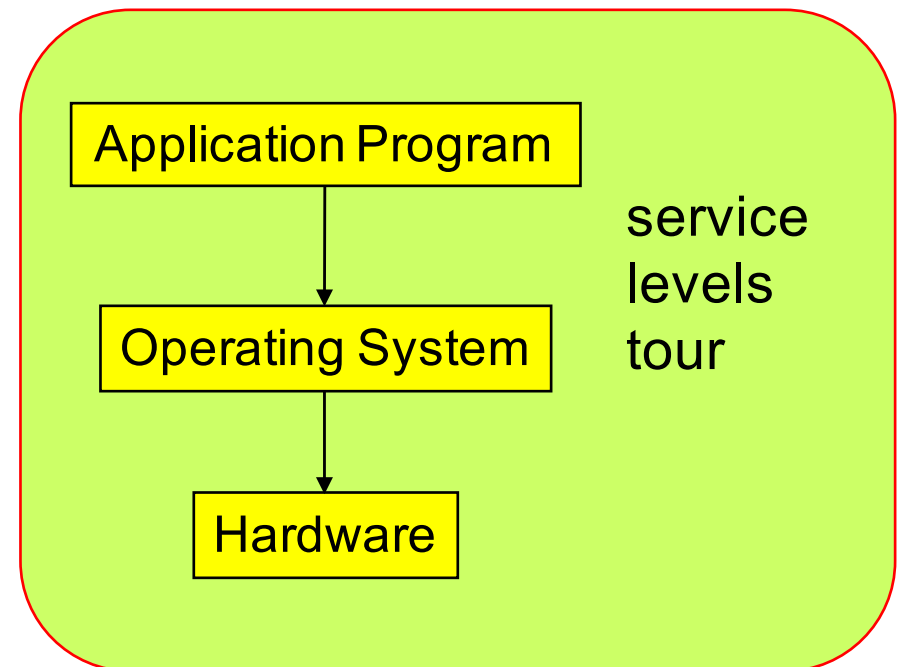 Application Program
service
levels
tour
Operating System
Hardware